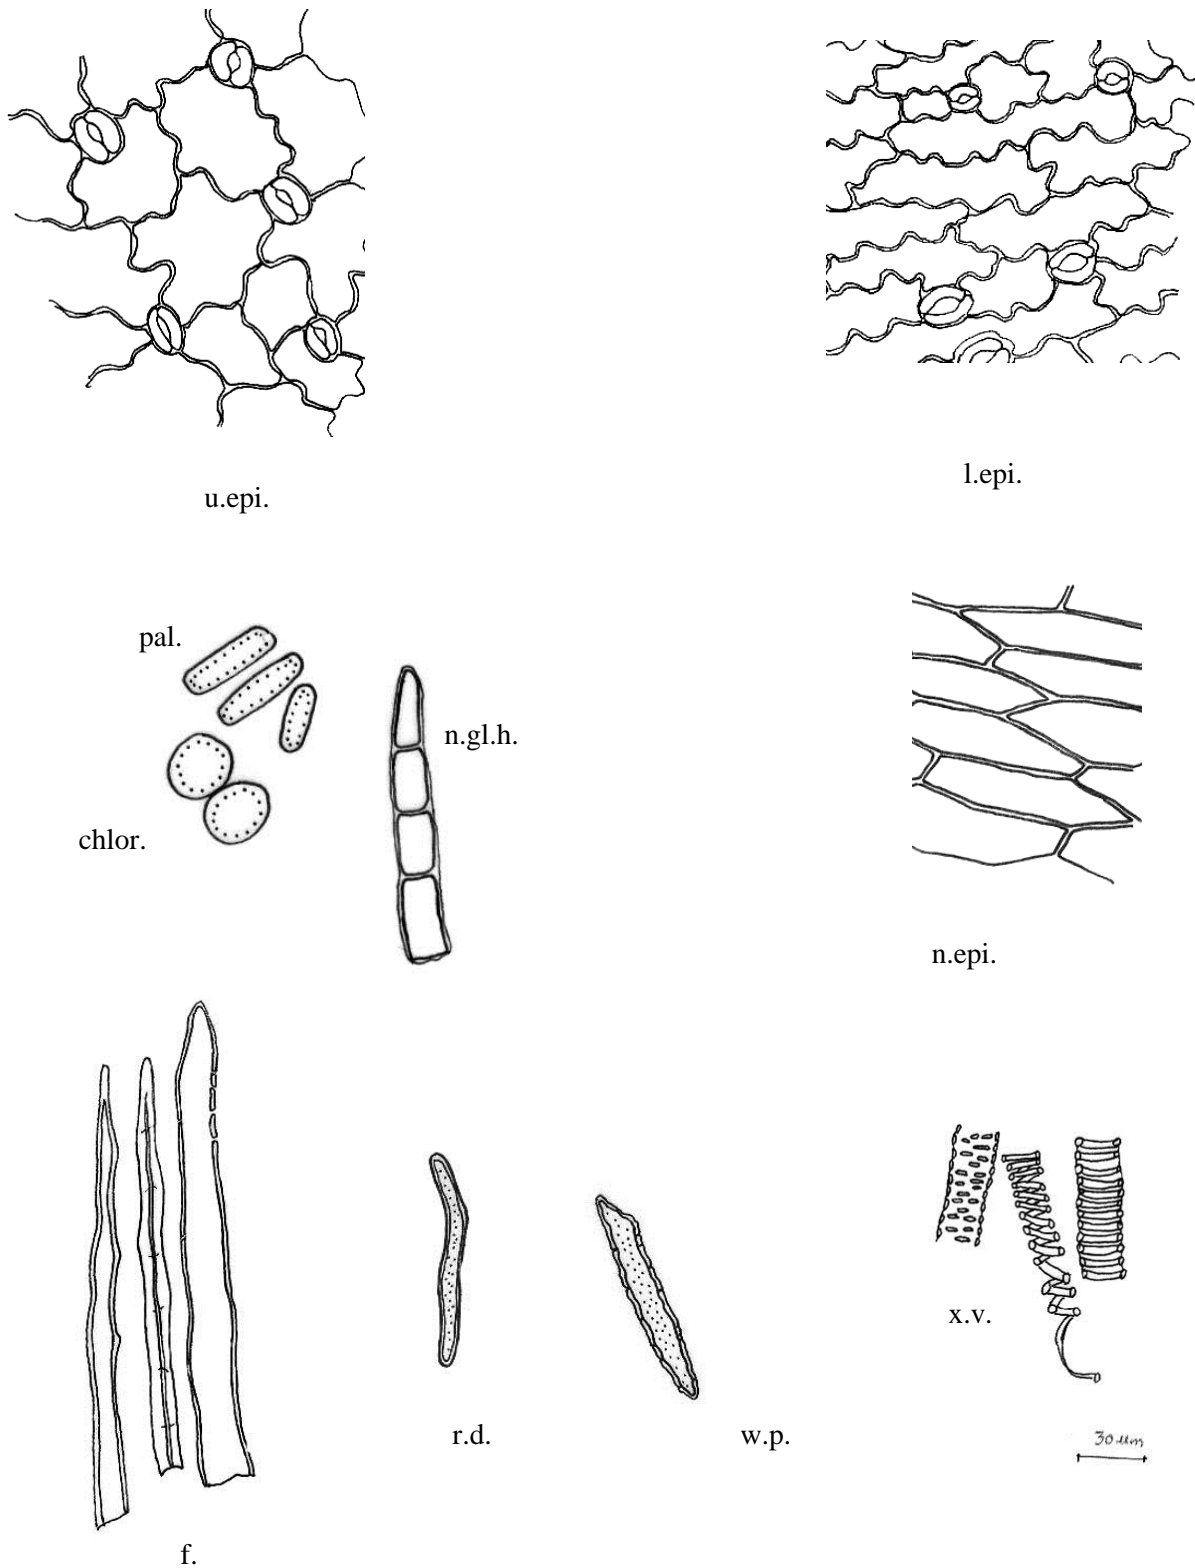 u.epi.
l.epi.
pal.
n.gl.h.
chlor.
n.epi.
x.v.
r.d.
w.p.
30 µm
f.